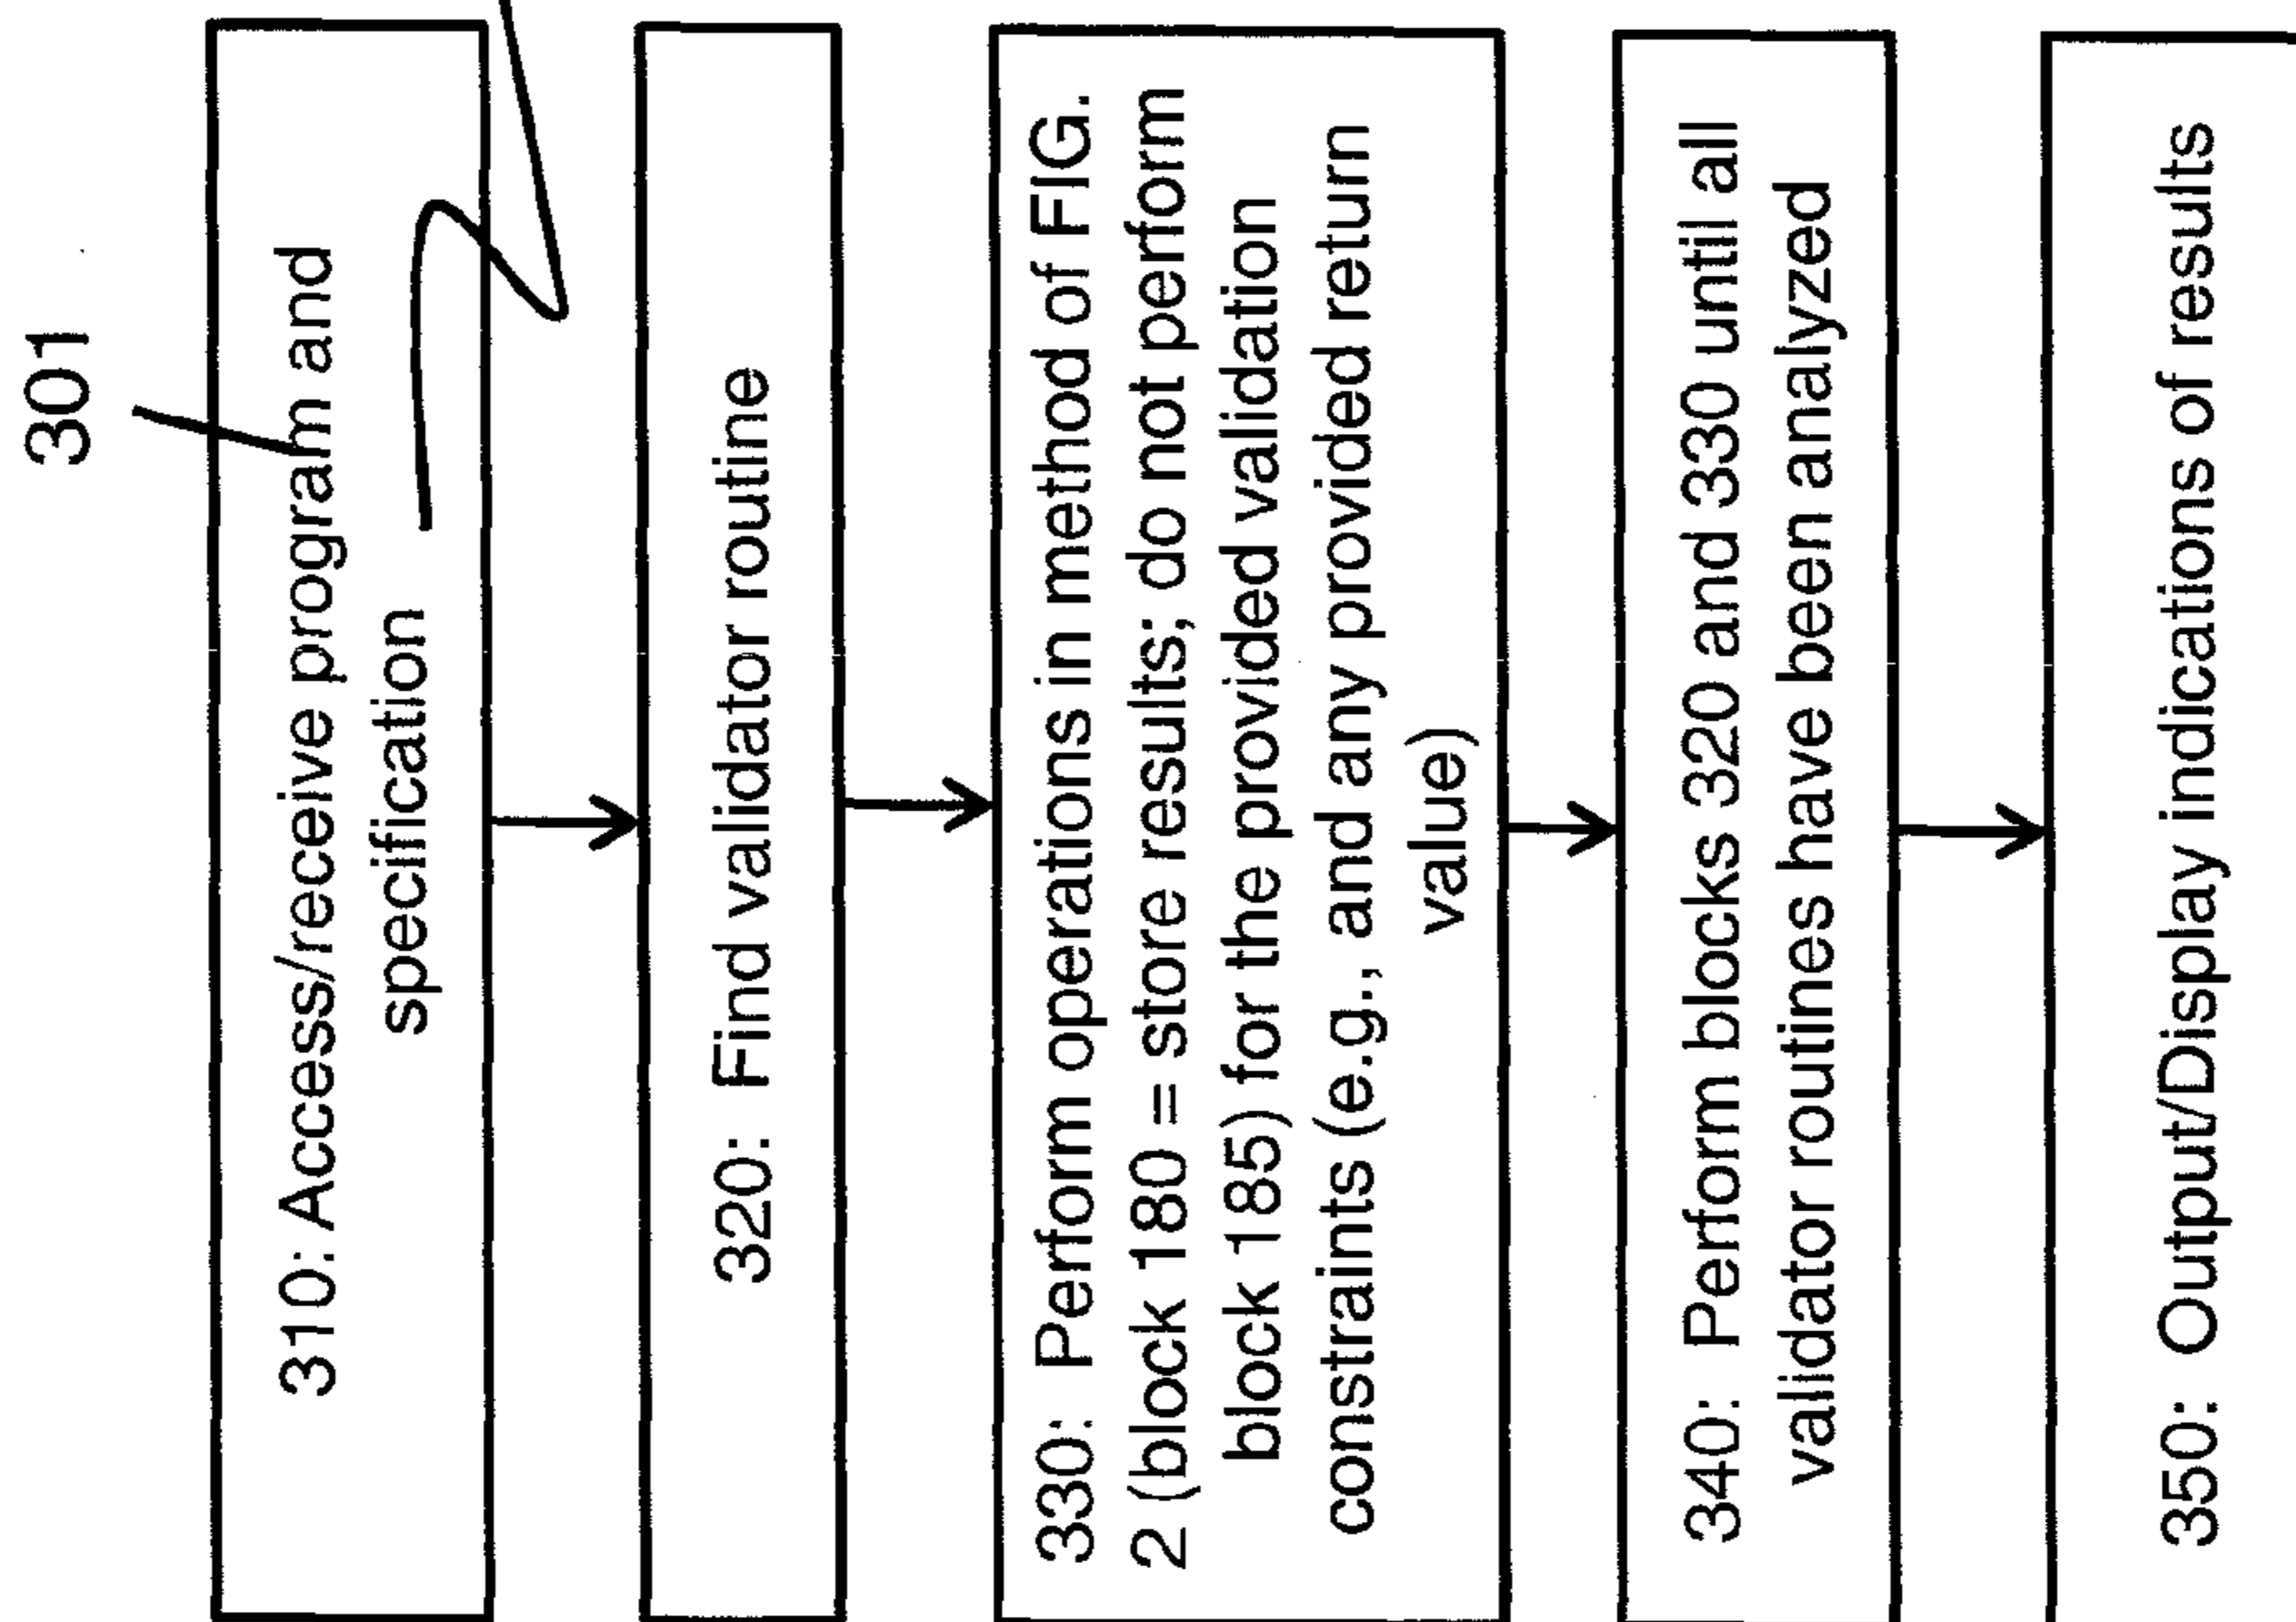 301
310: Access/receive program and
specification
320: Find validator routine
330: Perform operations in method of FIG.
2 (block 180 = store results; do not perform
block 185) for the provided validation
constraints (e.g., and any provided return
value)
340: Perform blocks 320 and 330 until all
validator routines have been analyzed
350: Output/Display indications of results